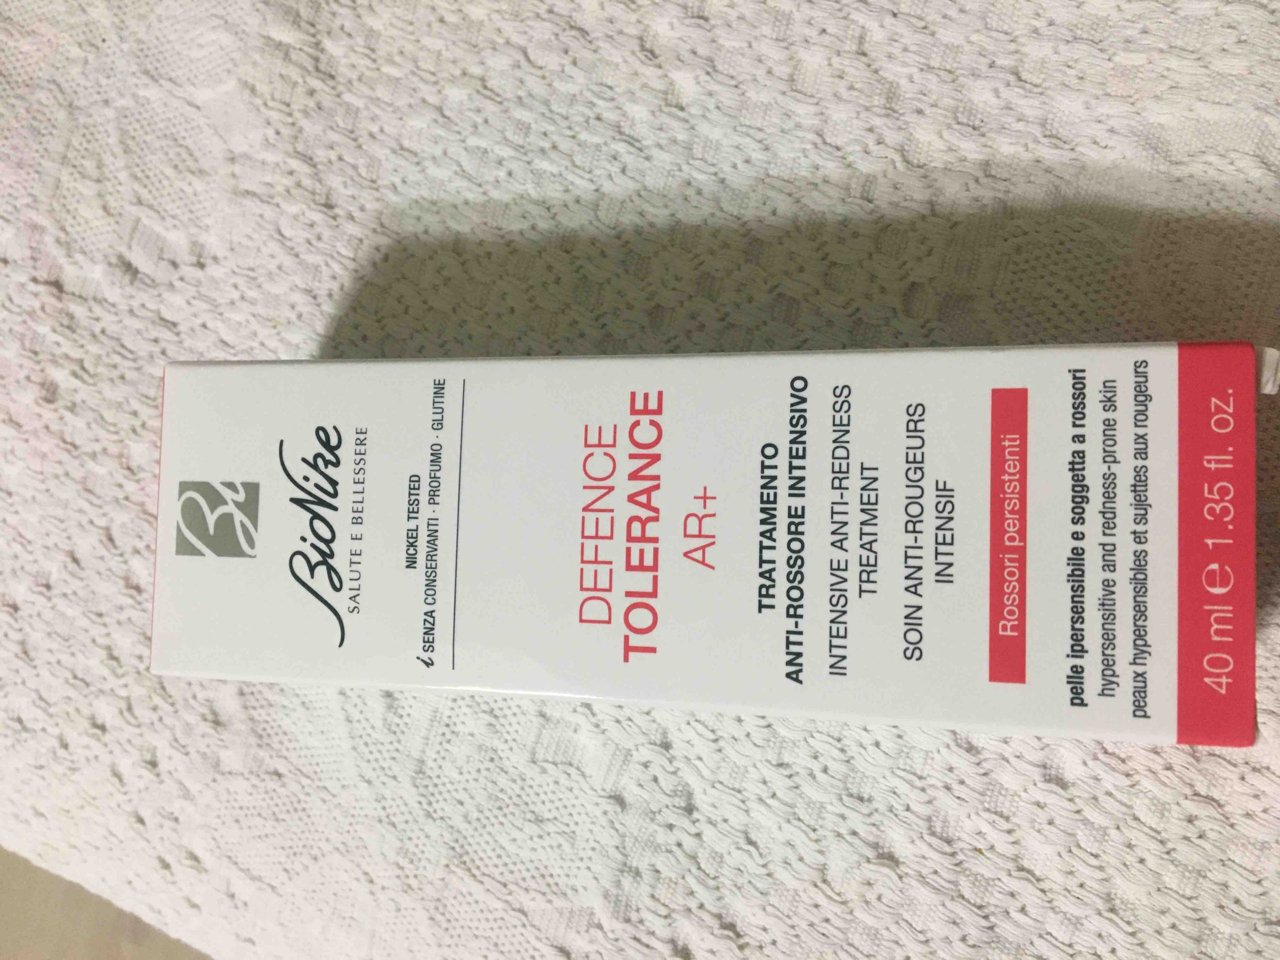 Bi
BioNike
SALUTE E BELLESSERE
NICKEL TESTED
i SENZA CONSERVANTI · PROFUMO · GLUTINE
DEFENCE
TOLERANCE
AR+
TRATTAMENTO
ANTI-ROSSORE INTENSIVO
INTENSIVE ANTI-REDNESS
TREATMENT
SOIN ANTI-ROUGEURS
INTENSIF
Rossori persistenti
pelle ipersensibile e soggetta a rossori
hypersensitive and redness-prone skin
peaux hypersensibles et sujettes aux rougeurs
40 ml ℮ 1.35 fl. oz.